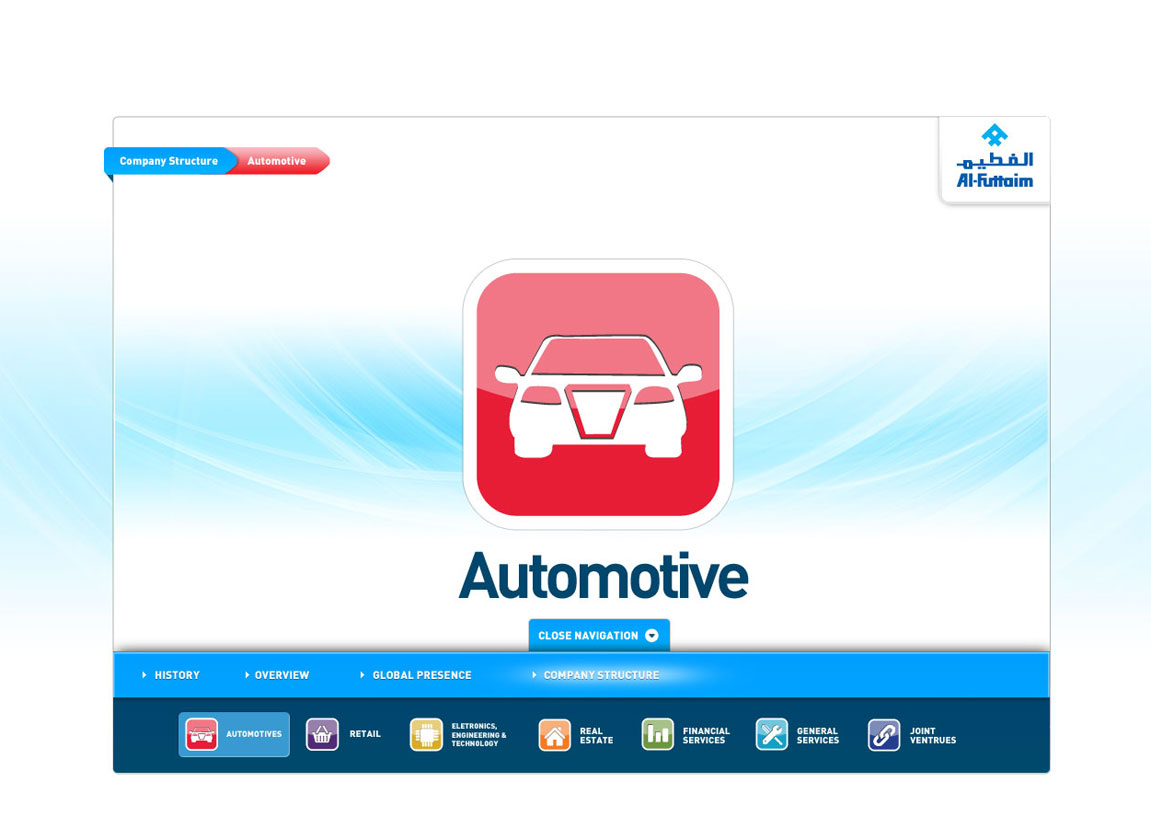 Company Structure
Automotive
الفطيم
Al-Futtaim
Automotive
CLOSE NAVIGATION
HISTORY
OVERVIEW
GLOBAL PRESENCE
COMPANY STRUCTURE
AUTOMOTIVES
RETAIL
ELETRONICS,
ENGINEERING &
TECHNOLOGY
REAL
ESTATE
FINANCIAL
SERVICES
GENERAL
SERVICES
JOINT
VENTRUES